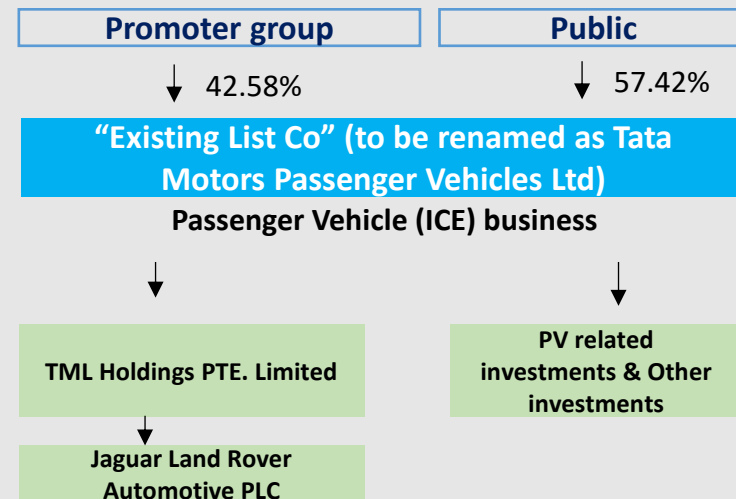 Promoter group
Public
42.58%
57.42%
“Existing List Co” (to be renamed as Tata
Motors Passenger Vehicles Ltd)
Passenger Vehicle (ICE) business
TML Holdings PTE. Limited
PV related
investments & Other
investments
Jaguar Land Rover
Automotive PLC